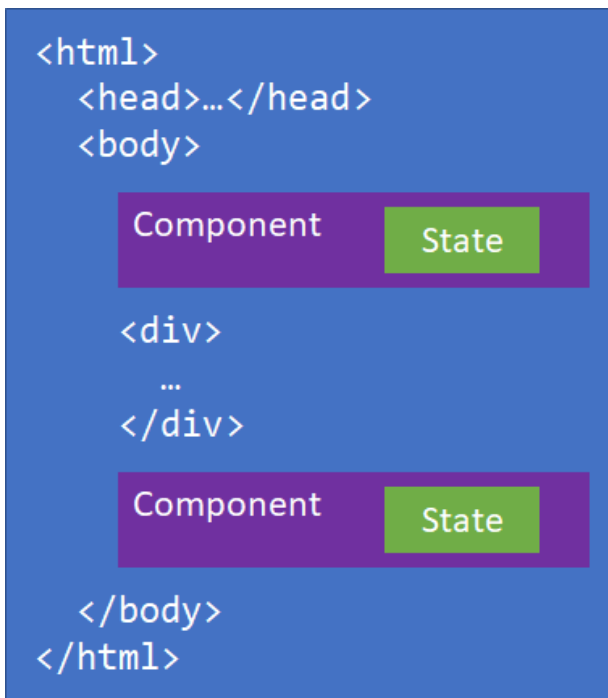 <html>
<head>…</head>
<body>
Component State
<div>
…
</div>
Component State
</body>
</html>